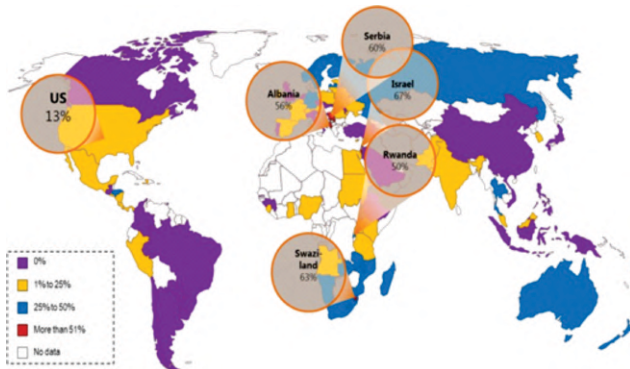 Serbia
60%
US
13%
Albania
56%
Israel
67%
Rwanda
50%
Swazi-
land
63%
0%
1% to 25%
25% to 50%
More than 51%
No data